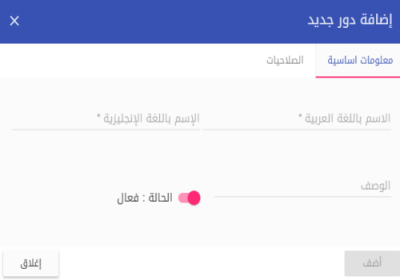 إضافة دور جديد
معلومات اساسية
الصلاحيات
الاسم باللغة العربية *
الإسم باللغة الإنجليزية *
الوصف
الحالة : فعال
أضف
إغلاق